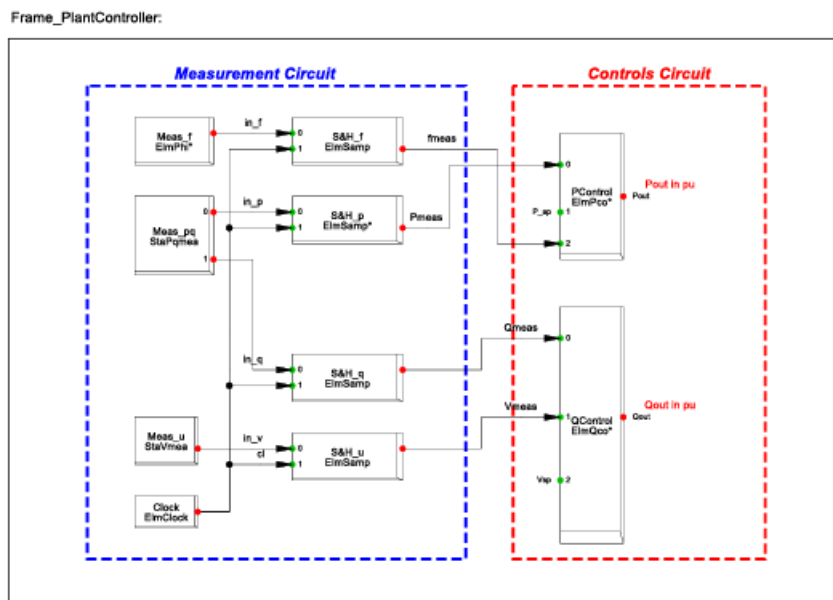 Frame_PlantController:
Measurement Circuit
Controls Circuit
Meas_f
ElmPhi*
in_f
0
1
S&H_f
ElmSamp
fmeas
Meas_pq
StaPqmea
0
1
in_p
0
1
S&H_p
ElmSamp*
Pmeas
0
P_sp
1
2
PControl
ElmPco*
Pout in pu
Pout
in_q
0
1
S&H_q
ElmSamp
Qmeas
0
Meas_u
StaVmea
in_v
cl
0
1
S&H_u
ElmSamp
Vmeas
1
QControl
ElmQco*
Qout in pu
Qout
Vsp
2
Clock
ElmClock